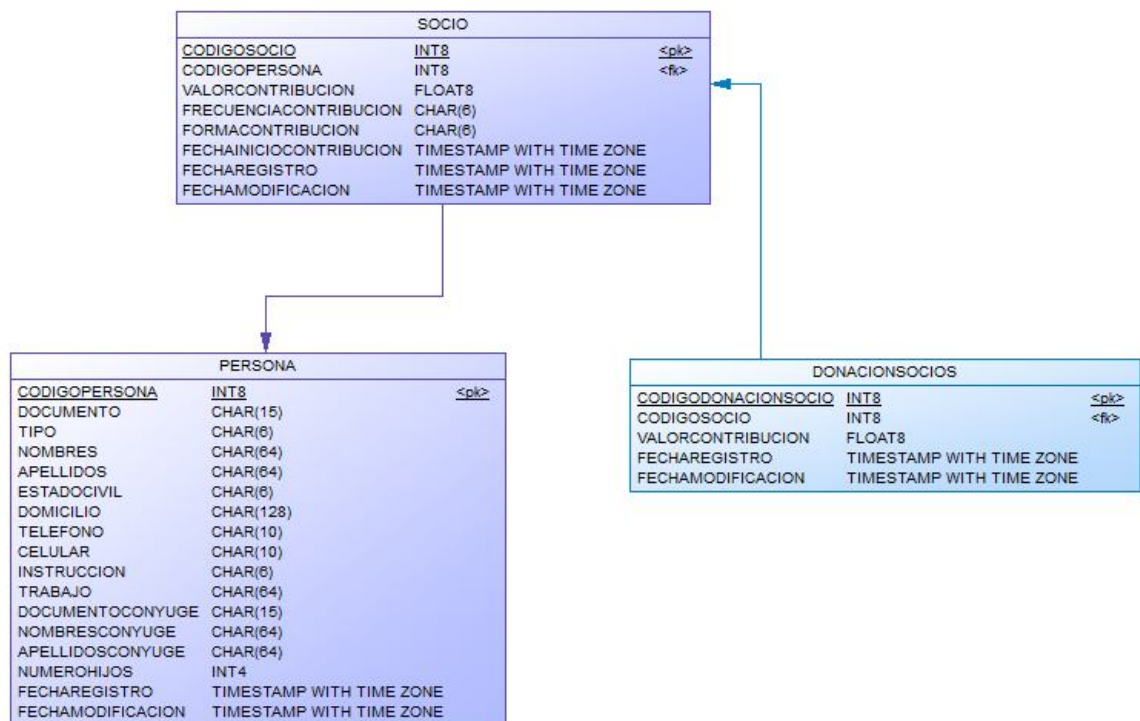 SOCIO
CODIGOSOCIO INT8 <pk>
CODIGOPERSONA INT8 <fk>
VALORCONTRIBUCION FLOAT8
FRECUENCIACONTRIBUCION CHAR(6)
FORMACONTRIBUCION CHAR(6)
FECHAINICIOCONTRIBUCION TIMESTAMP WITH TIME ZONE
FECHAREGISTRO TIMESTAMP WITH TIME ZONE
FECHAMODIFICACION TIMESTAMP WITH TIME ZONE
PERSONA
CODIGOPERSONA INT8 <pk>
DOCUMENTO CHAR(15)
TIPO CHAR(6)
NOMBRES CHAR(64)
APELLIDOS CHAR(64)
ESTADOCIVIL CHAR(6)
DOMICILIO CHAR(128)
TELEFONO CHAR(10)
CELULAR CHAR(10)
INSTRUCCION CHAR(6)
TRABAJO CHAR(64)
DOCUMENTOCONYUGE CHAR(15)
NOMBRESCONYUGE CHAR(64)
APELLIDOSCONYUGE CHAR(64)
NUMEROHIJOS INT4
FECHAREGISTRO TIMESTAMP WITH TIME ZONE
FECHAMODIFICACION TIMESTAMP WITH TIME ZONE
DONACIONSOCIOS
CODIGODONACIONSOCIO INT8 <pk>
CODIGOSOCIO INT8 <fk>
VALORCONTRIBUCION FLOAT8
FECHAREGISTRO TIMESTAMP WITH TIME ZONE
FECHAMODIFICACION TIMESTAMP WITH TIME ZONE